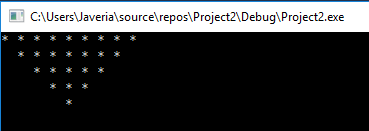 C:\Users\Javeria\source\repos\Project2\Debug\Project2.exe
* * * * * * * * *
  * * * * * * *
    * * * * *
      * * *
        *